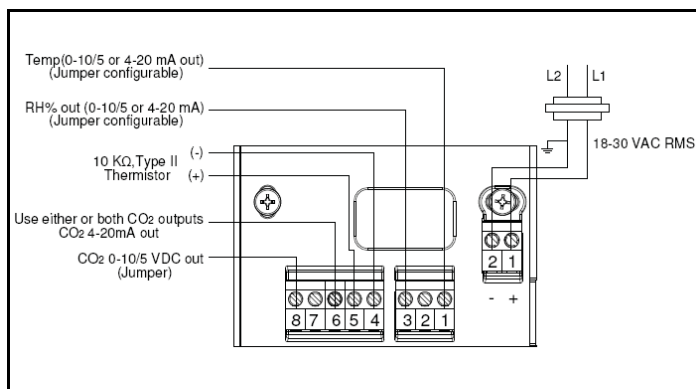 Temp(0-10/5 or 4-20 mA out)
(Jumper configurable)
RH% out (0-10/5 or 4-20 mA)
(Jumper configurable)
10 KΩ,Type II
Thermistor
(-)
(+)
Use either or both CO2 outputs
CO2 4-20mA out
CO2 0-10/5 VDC out
(Jumper)
L2 L1
18-30 VAC RMS
2 1
- +
8 7 6 5 4
3 2 1